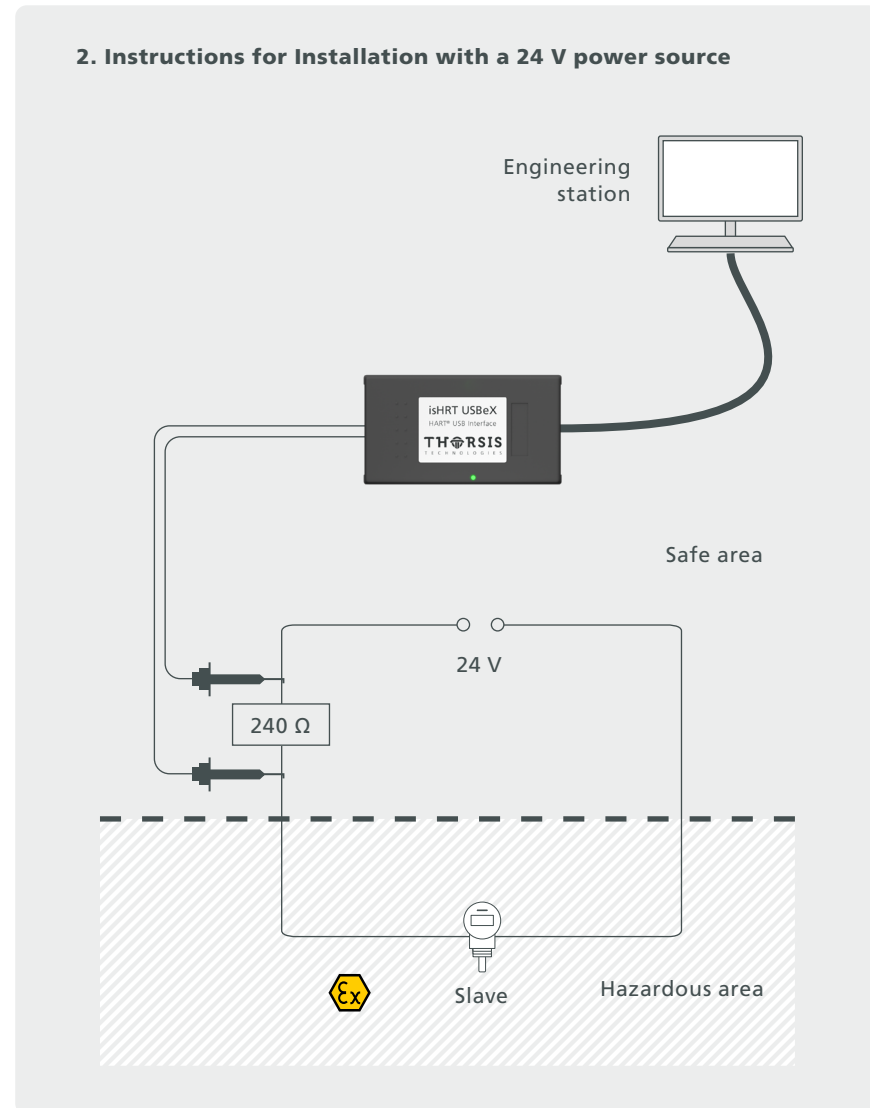 2. Instructions for Installation with a 24 V power source
Engineering
station
isHRT USBeX
HART® USB Interface
THORSIS
TECHNOLOGIES
Safe area
24 V
240 Ω
Slave
Hazardous area
Ex